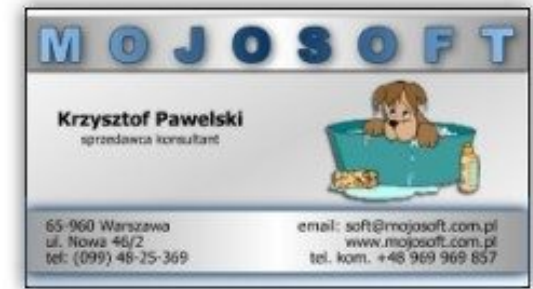 MOJOSOFT
Krzysztof Pawelski
sprzedawca konsultant
65-960 Warszawa
ul. Nowa 46/2
tel: (099) 48-25-369
email: soft@mojosoft.com.pl
www.mojosoft.com.pl
tel. kom. +48 969 969 857